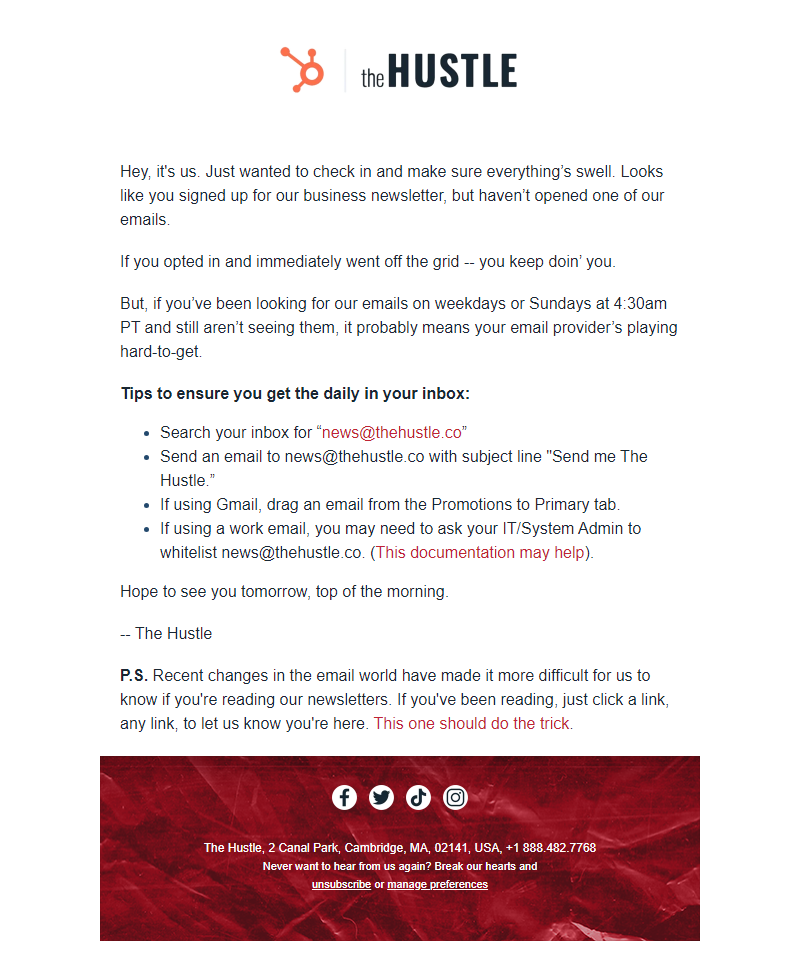 the HUSTLE
Hey, it's us. Just wanted to check in and make sure everything’s swell. Looks
like you signed up for our business newsletter, but haven’t opened one of our
emails.
If you opted in and immediately went off the grid -- you keep doin’ you.
But, if you’ve been looking for our emails on weekdays or Sundays at 4:30am
PT and still aren’t seeing them, it probably means your email provider’s playing
hard-to-get.
Tips to ensure you get the daily in your inbox:
• Search your inbox for “news@thehustle.co”
• Send an email to news@thehustle.co with subject line "Send me The
Hustle.”
• If using Gmail, drag an email from the Promotions to Primary tab.
• If using a work email, you may need to ask your IT/System Admin to
whitelist news@thehustle.co. (This documentation may help).
Hope to see you tomorrow, top of the morning.
-- The Hustle
P.S. Recent changes in the email world have made it more difficult for us to
know if you're reading our newsletters. If you've been reading, just click a link,
any link, to let us know you're here. This one should do the trick.
The Hustle, 2 Canal Park, Cambridge, MA, 02141, USA, +1 888.482.7768
Never want to hear from us again? Break our hearts and
unsubscribe or manage preferences